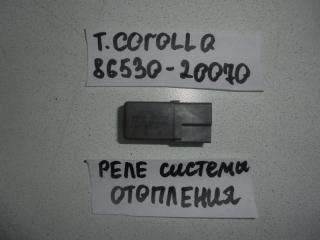 T. COROLLA
86530-20070
РЕЛЕ системы
ОТОПЛЕНИЯ